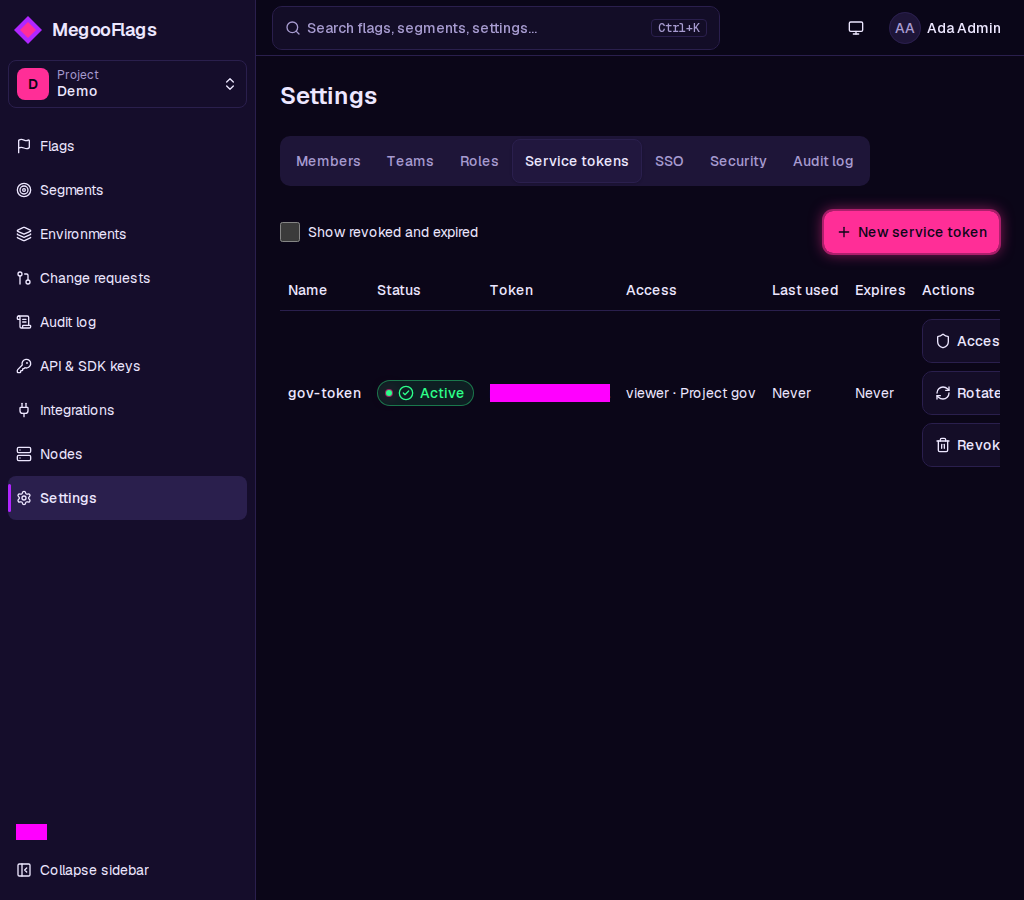 MegooFlags
Search flags, segments, settings...
Ctrl+K
AA
Ada Admin
D
Project
Demo
Flags
Segments
Environments
Change requests
Audit log
API & SDK keys
Integrations
Nodes
Settings
Collapse sidebar
Settings
Members
Teams
Roles
Service tokens
SSO
Security
Audit log
Show revoked and expired
New service token
Name
Status
Token
Access
Last used
Expires
Actions
gov-token
Active
viewer · Project gov
Never
Never
Acces
Rotate
Revok